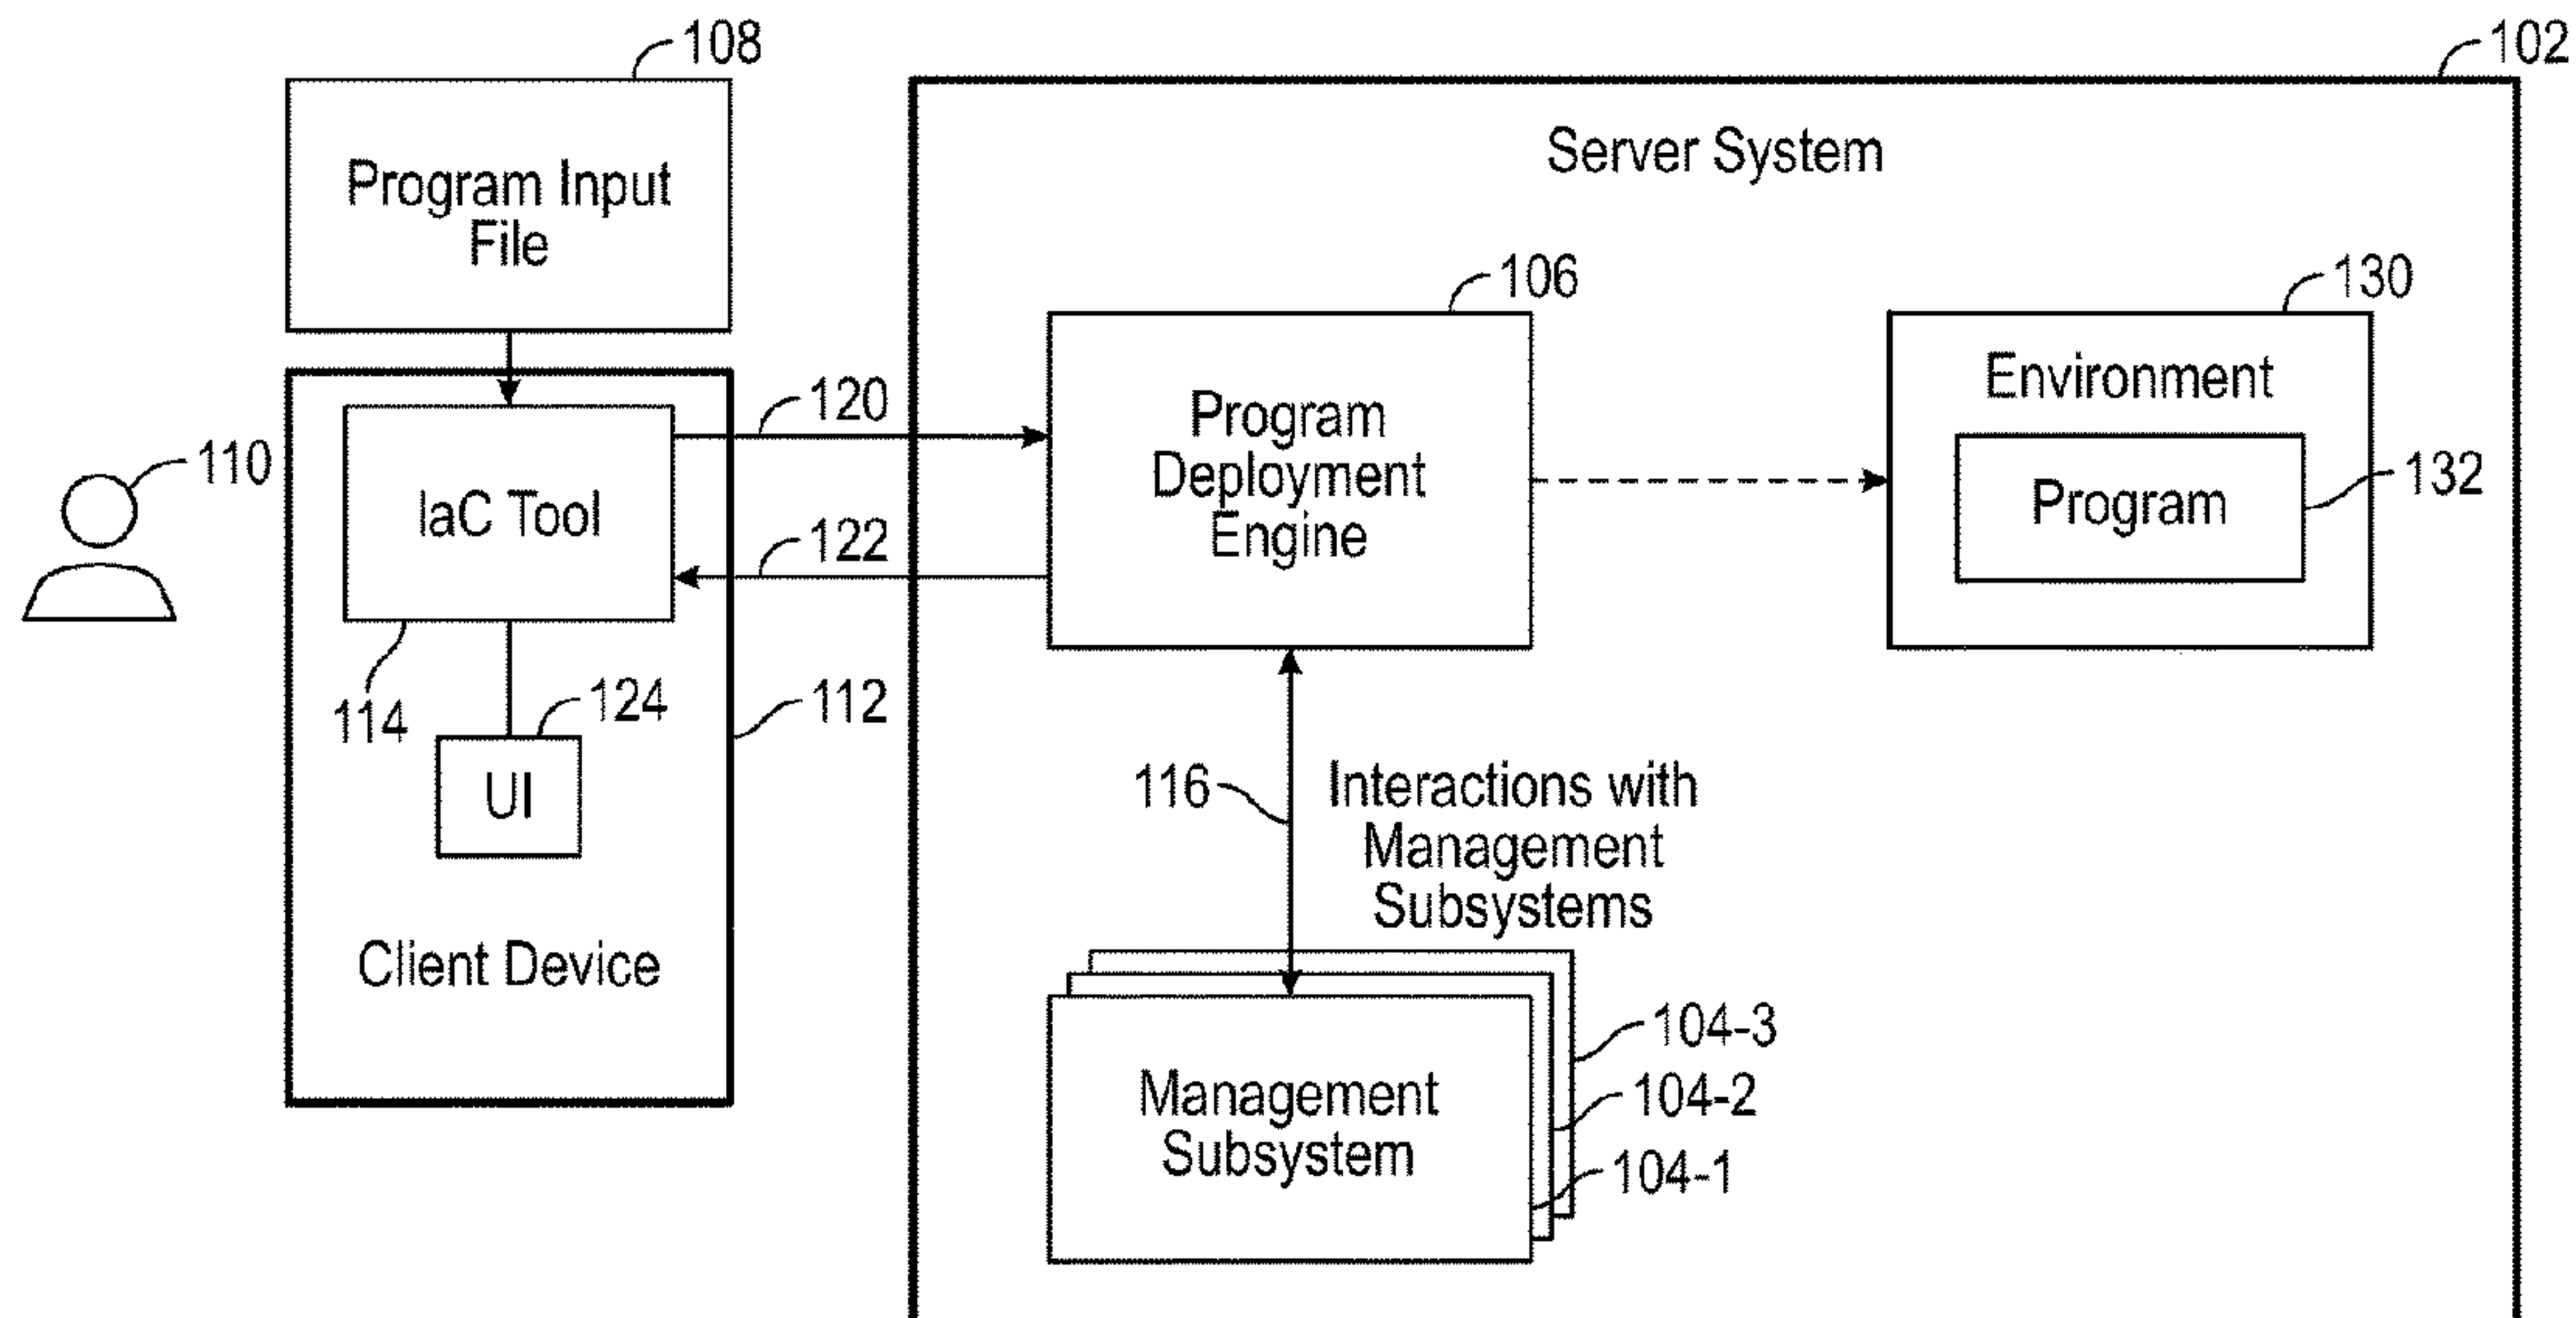 108
102
Program Input
File
Server System
106
130
Program
Deployment
Engine
Environment
Program
132
120
110
IaC Tool
122
114
124
112
UI
Client Device
116
Interactions with
Management
Subsystems
Management
Subsystem
104-3
104-2
104-1